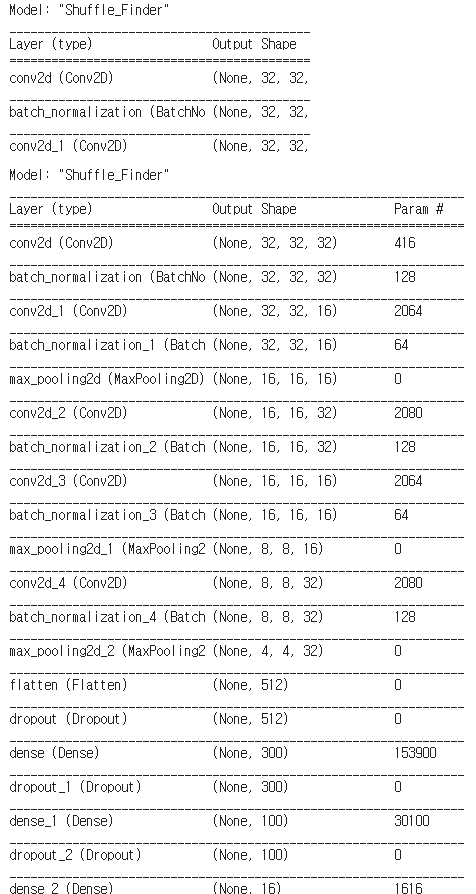 Model: "Shuffle_Finder"
Layer (type) Output Shape
conv2d (Conv2D) (None, 32, 32,
batch_normalization (BatchNo (None, 32, 32,
conv2d_1 (Conv2D) (None, 32, 32,
Model: "Shuffle_Finder"
Layer (type) Output Shape Param #
conv2d (Conv2D) (None, 32, 32, 32) 416
batch_normalization (BatchNo (None, 32, 32, 32) 128
conv2d_1 (Conv2D) (None, 32, 32, 16) 2064
batch_normalization_1 (Batch (None, 32, 32, 16) 64
max_pooling2d (MaxPooling2D) (None, 16, 16, 16) 0
conv2d_2 (Conv2D) (None, 16, 16, 32) 2080
batch_normalization_2 (Batch (None, 16, 16, 32) 128
conv2d_3 (Conv2D) (None, 16, 16, 16) 2064
batch_normalization_3 (Batch (None, 16, 16, 16) 64
max_pooling2d_1 (MaxPooling2 (None, 8, 8, 16) 0
conv2d_4 (Conv2D) (None, 8, 8, 32) 2080
batch_normalization_4 (Batch (None, 8, 8, 32) 128
max_pooling2d_2 (MaxPooling2 (None, 4, 4, 32) 0
flatten (Flatten) (None, 512) 0
dropout (Dropout) (None, 512) 0
dense (Dense) (None, 300) 153900
dropout_1 (Dropout) (None, 300) 0
dense_1 (Dense) (None, 100) 30100
dropout_2 (Dropout) (None, 100) 0
dense_2 (Dense) (None, 16) 1616